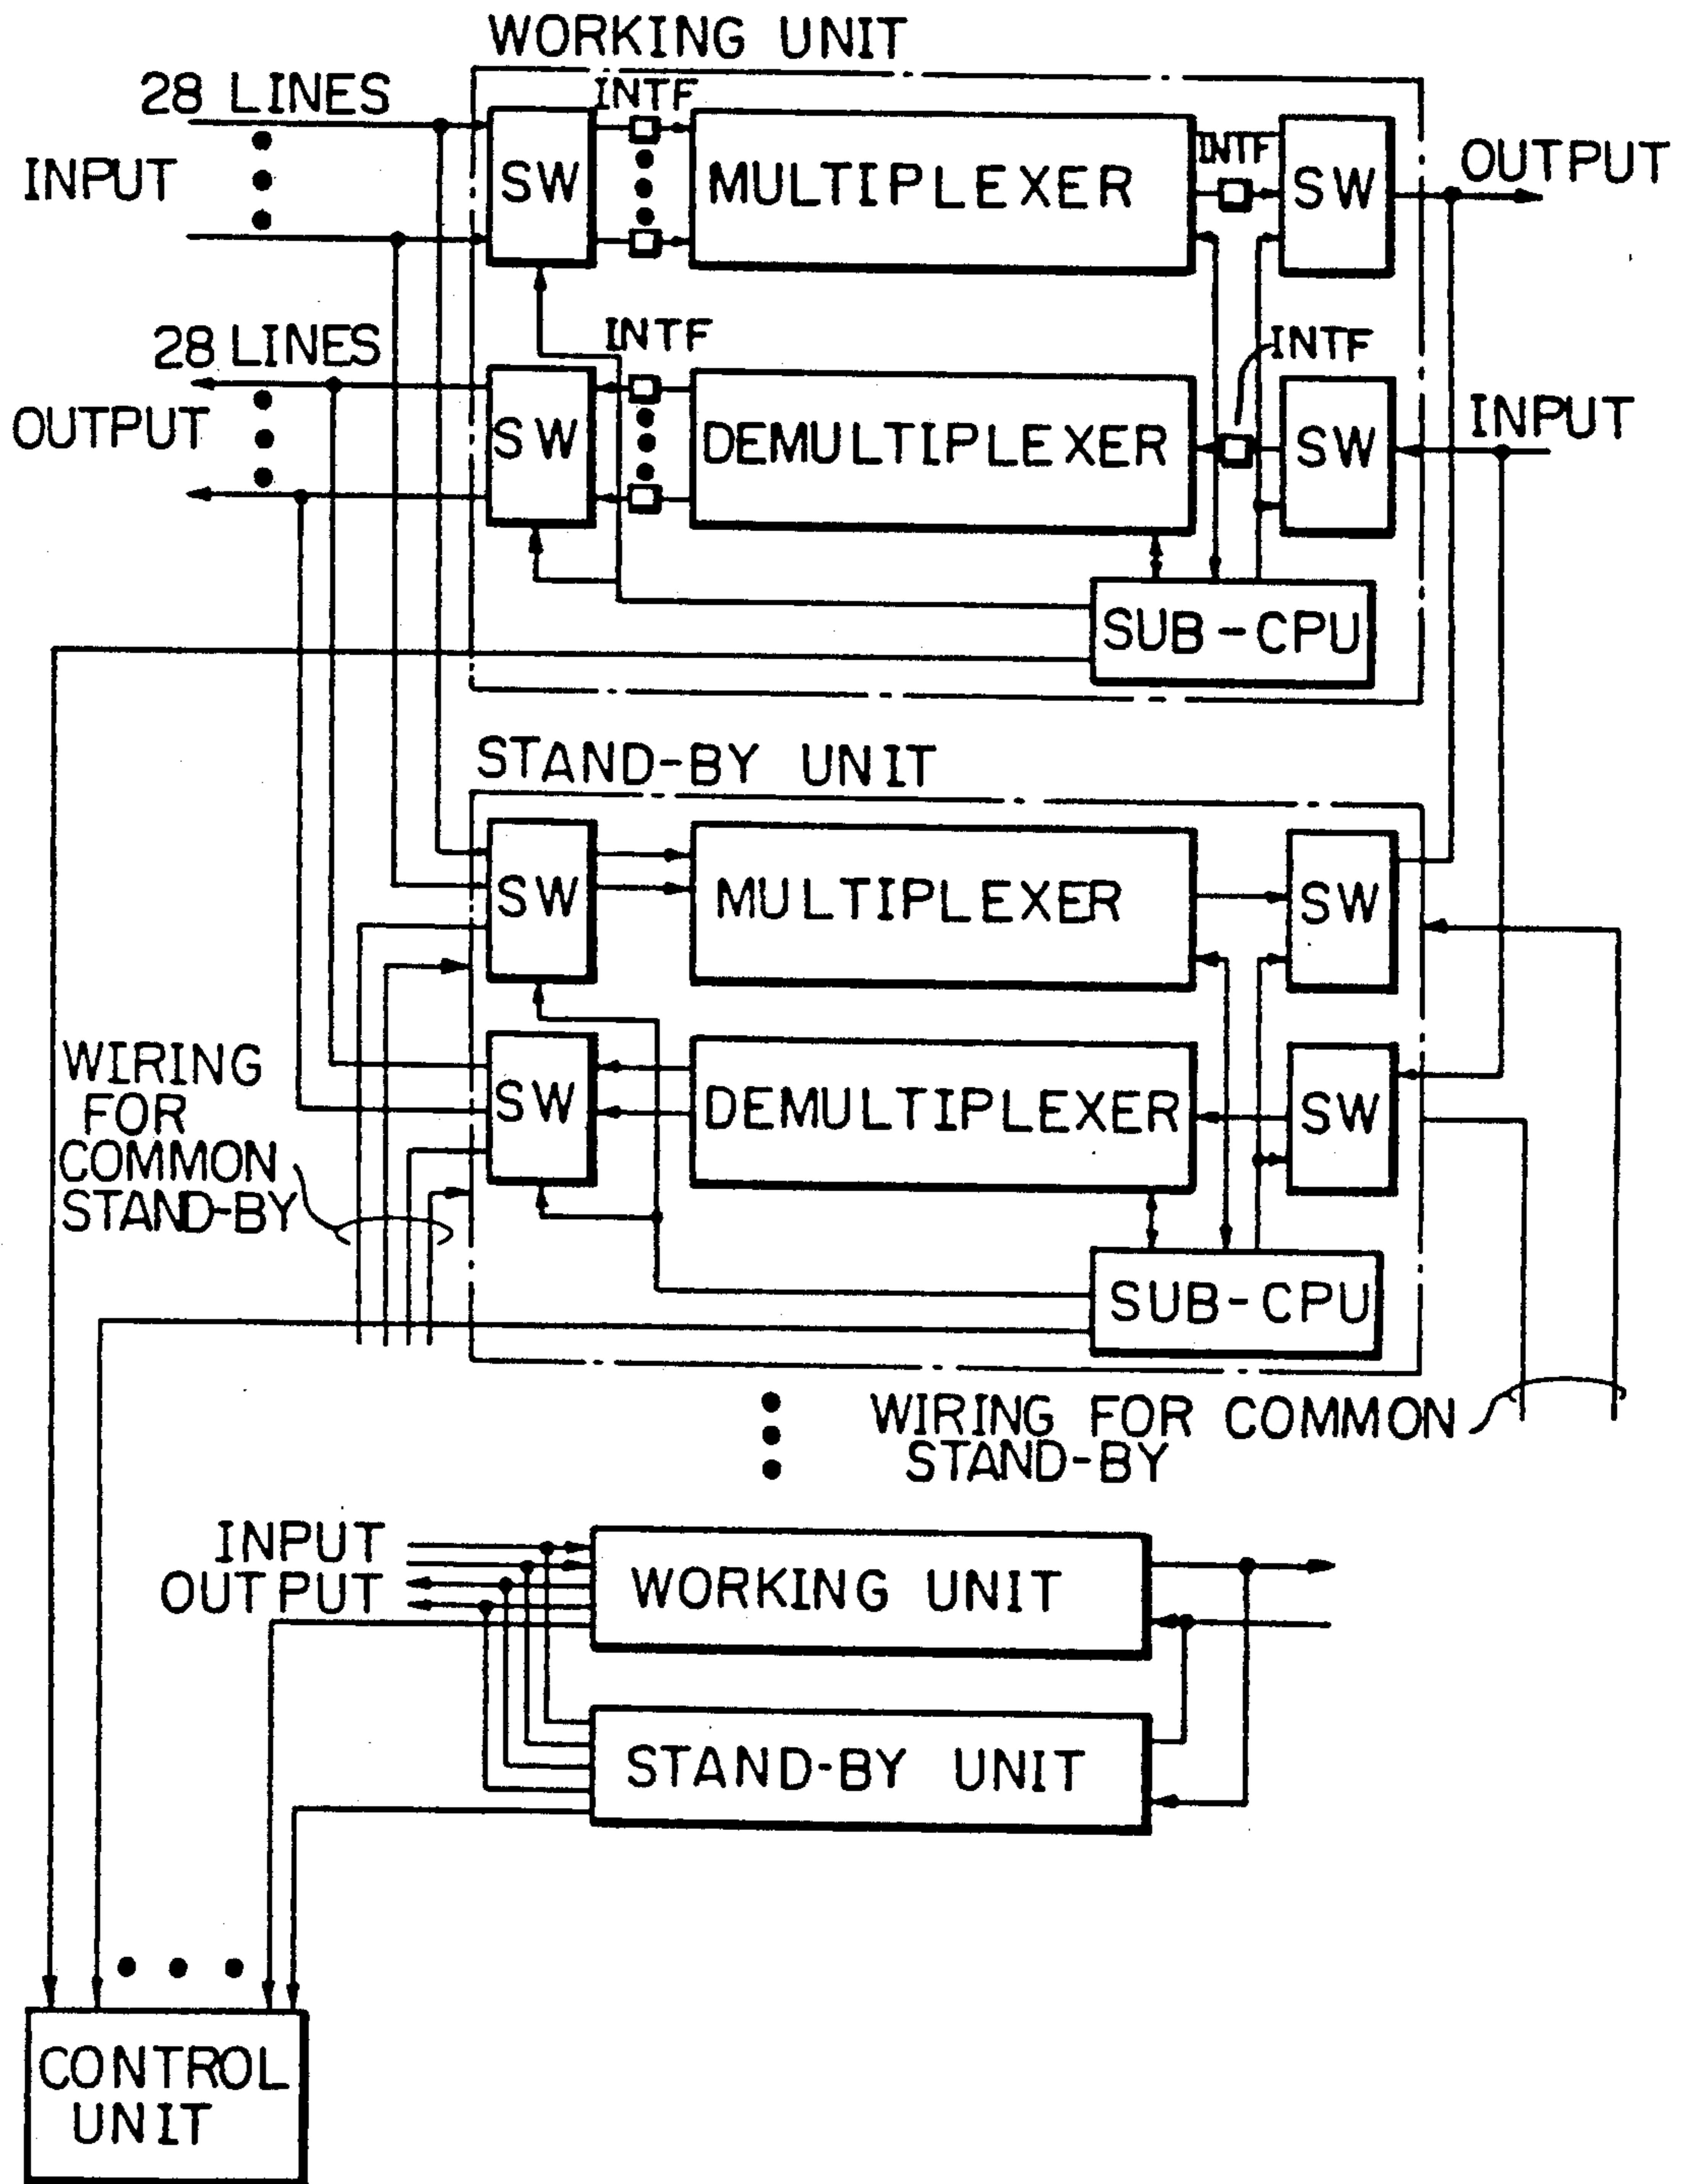 WORKING UNIT
28 LINES
INTF
INPUT
SW
MULTIPLEXER
INTF
SW
OUTPUT
28 LINES
INTF
INTF
OUTPUT
SW
DEMULTIPLEXER
SW
INPUT
SUB-CPU
STAND-BY UNIT
SW
MULTIPLEXER
SW
WIRING
FOR
COMMON
STAND-BY
SW
DEMULTIPLEXER
SW
SUB-CPU
WIRING FOR COMMON
STAND-BY
INPUT
OUTPUT
WORKING UNIT
STAND-BY UNIT
CONTROL
UNIT